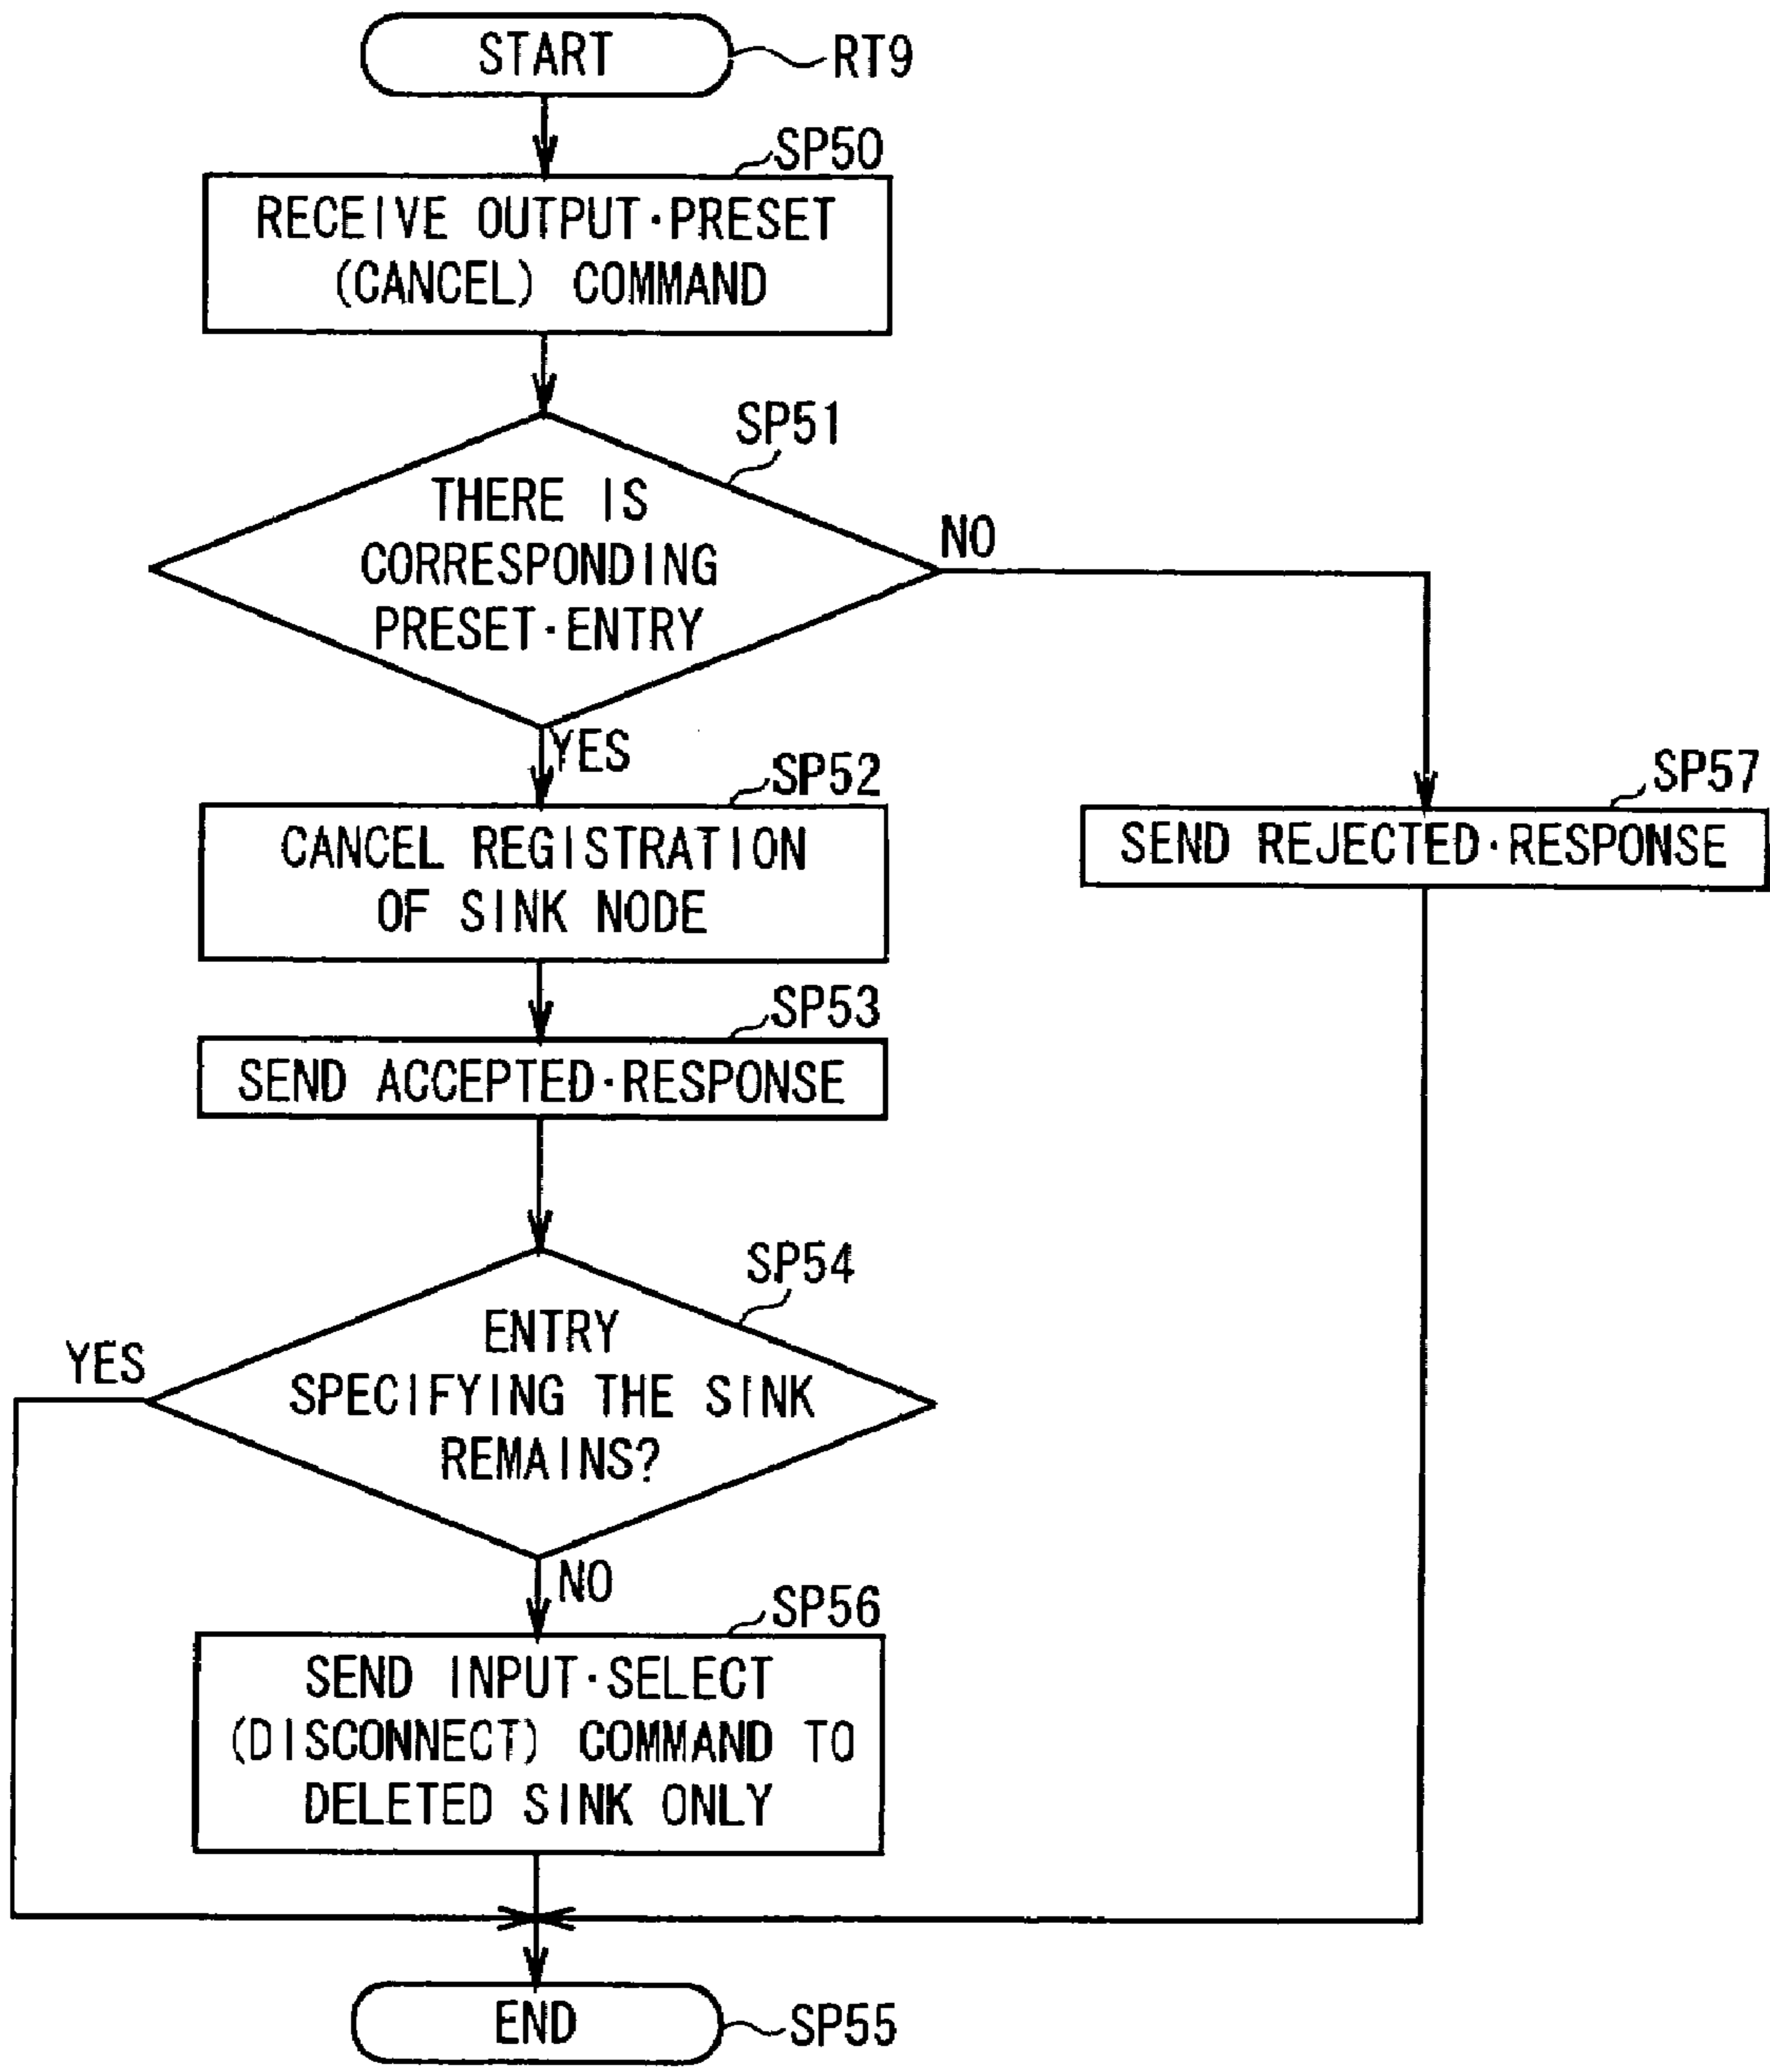 START
RT9
SP50
RECEIVE OUTPUT·PRESET
(CANCEL) COMMAND
SP51
THERE IS
CORRESPONDING
PRESET·ENTRY
NO
YES
SP52
CANCEL REGISTRATION
OF SINK NODE
SP57
SEND REJECTED·RESPONSE
SP53
SEND ACCEPTED·RESPONSE
SP54
ENTRY
SPECIFYING THE SINK
REMAINS?
YES
NO
SP56
SEND INPUT·SELECT
(DISCONNECT) COMMAND TO
DELETED SINK ONLY
END
SP55